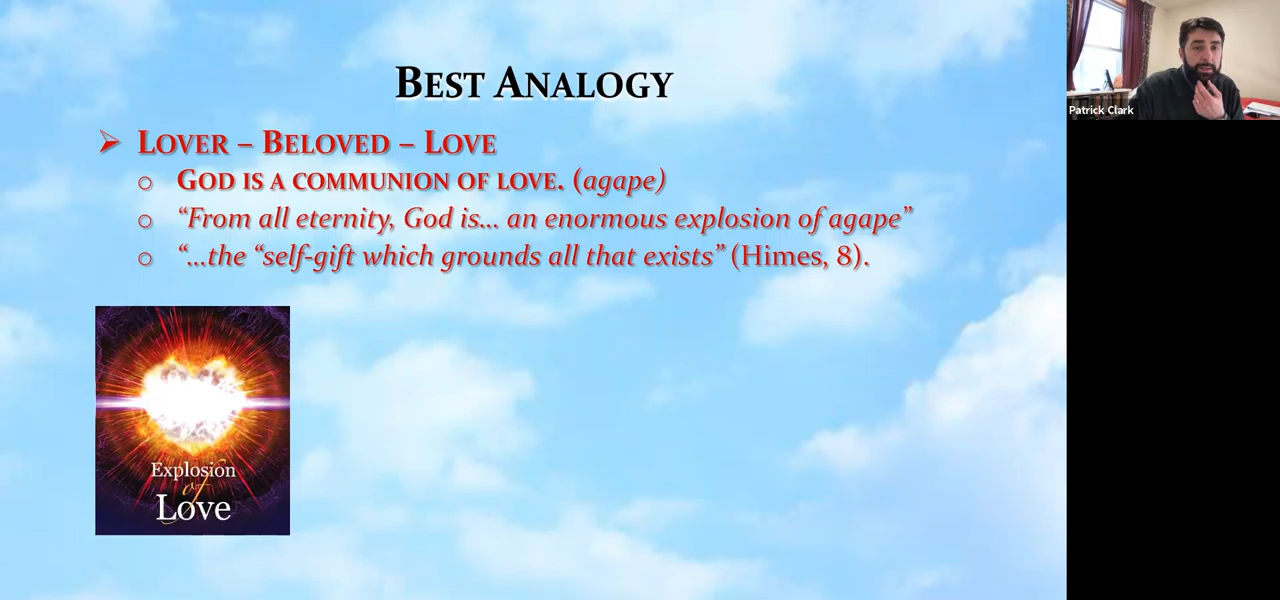 BEST ANALOGY
LOVER – BELOVED – LOVE
GOD IS A COMMUNION OF LOVE. (agape)
“From all eternity, God is... an enormous explosion of agape”
“...the “self-gift which grounds all that exists” (Himes, 8).
Explosion
of
Love
Patrick Clark